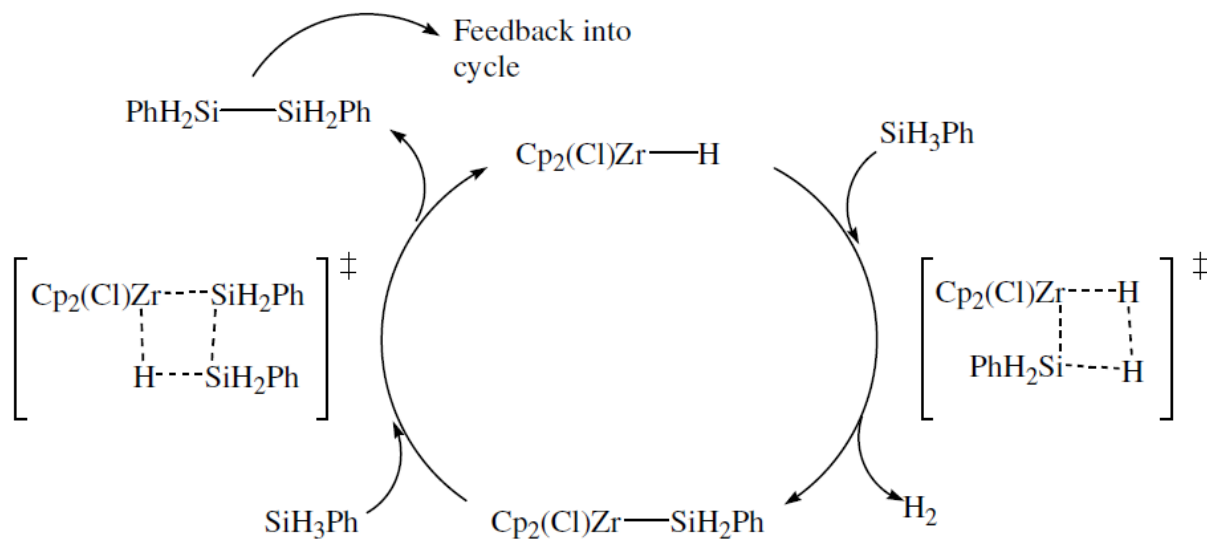 Feedback into
cycle
PhH₂Si—SiH₂Ph
SiH₃Ph
Cp₂(Cl)Zr—H
‡
Cp₂(Cl)Zr----SiH₂Ph
H----SiH₂Ph
‡
Cp₂(Cl)Zr----H
PhH₂Si----H
SiH₃Ph
Cp₂(Cl)Zr—SiH₂Ph
H₂